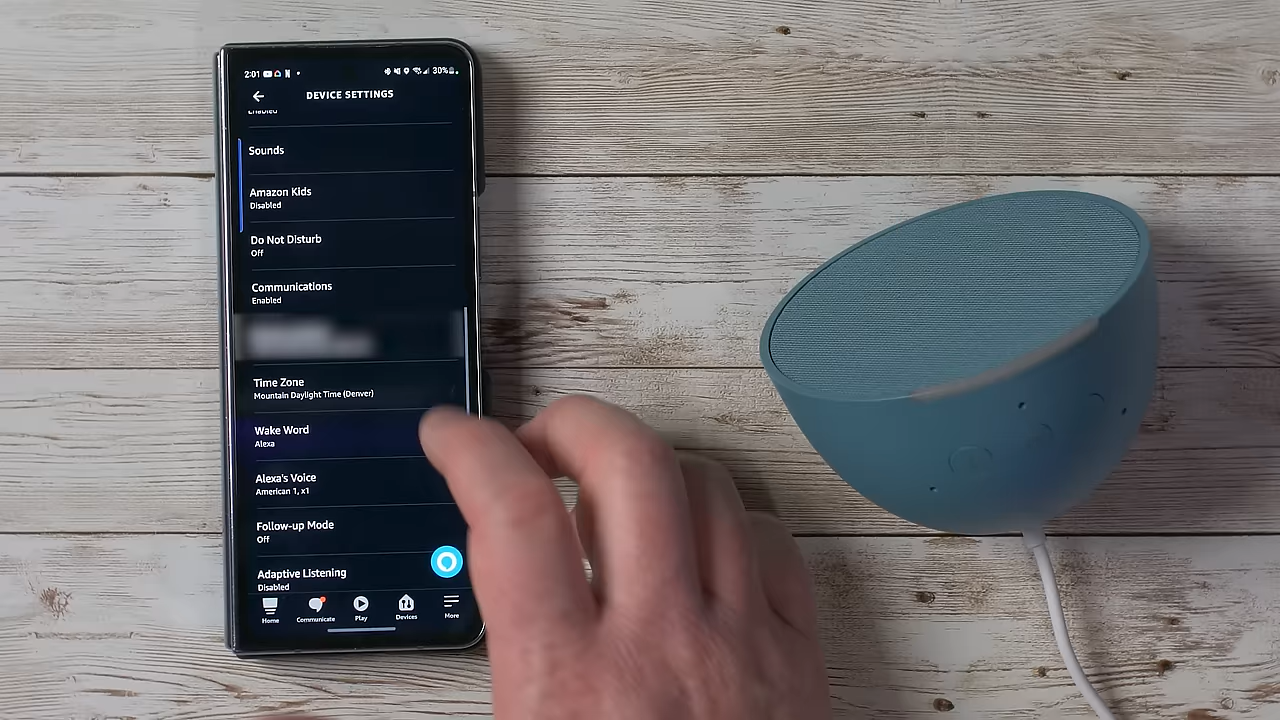 2:01
30%
DEVICE SETTINGS
Enabled
Sounds
Amazon Kids
Disabled
Do Not Disturb
Off
Communications
Enabled
Time Zone
Mountain Daylight Time (Denver)
Wake Word
Alexa
Alexa's Voice
American 1, x1
Follow-up Mode
Off
Adaptive Listening
Disabled
Home
Communicate
Play
Devices
More